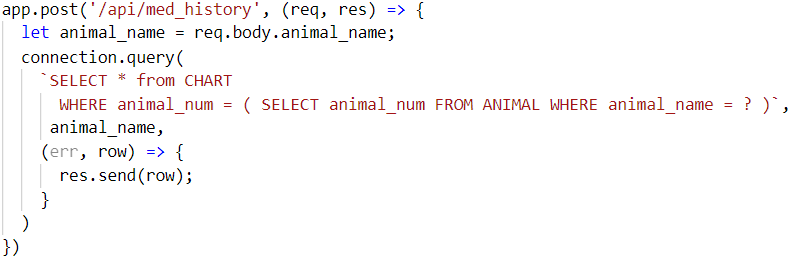 app.post('/api/med_history', (req, res) => {
  let animal_name = req.body.animal_name;
  connection.query(
    `SELECT * from CHART
     WHERE animal_num = ( SELECT animal_num FROM ANIMAL WHERE animal_name = ? )`,
    animal_name,
    (err, row) => {
      res.send(row);
    }
  )
})